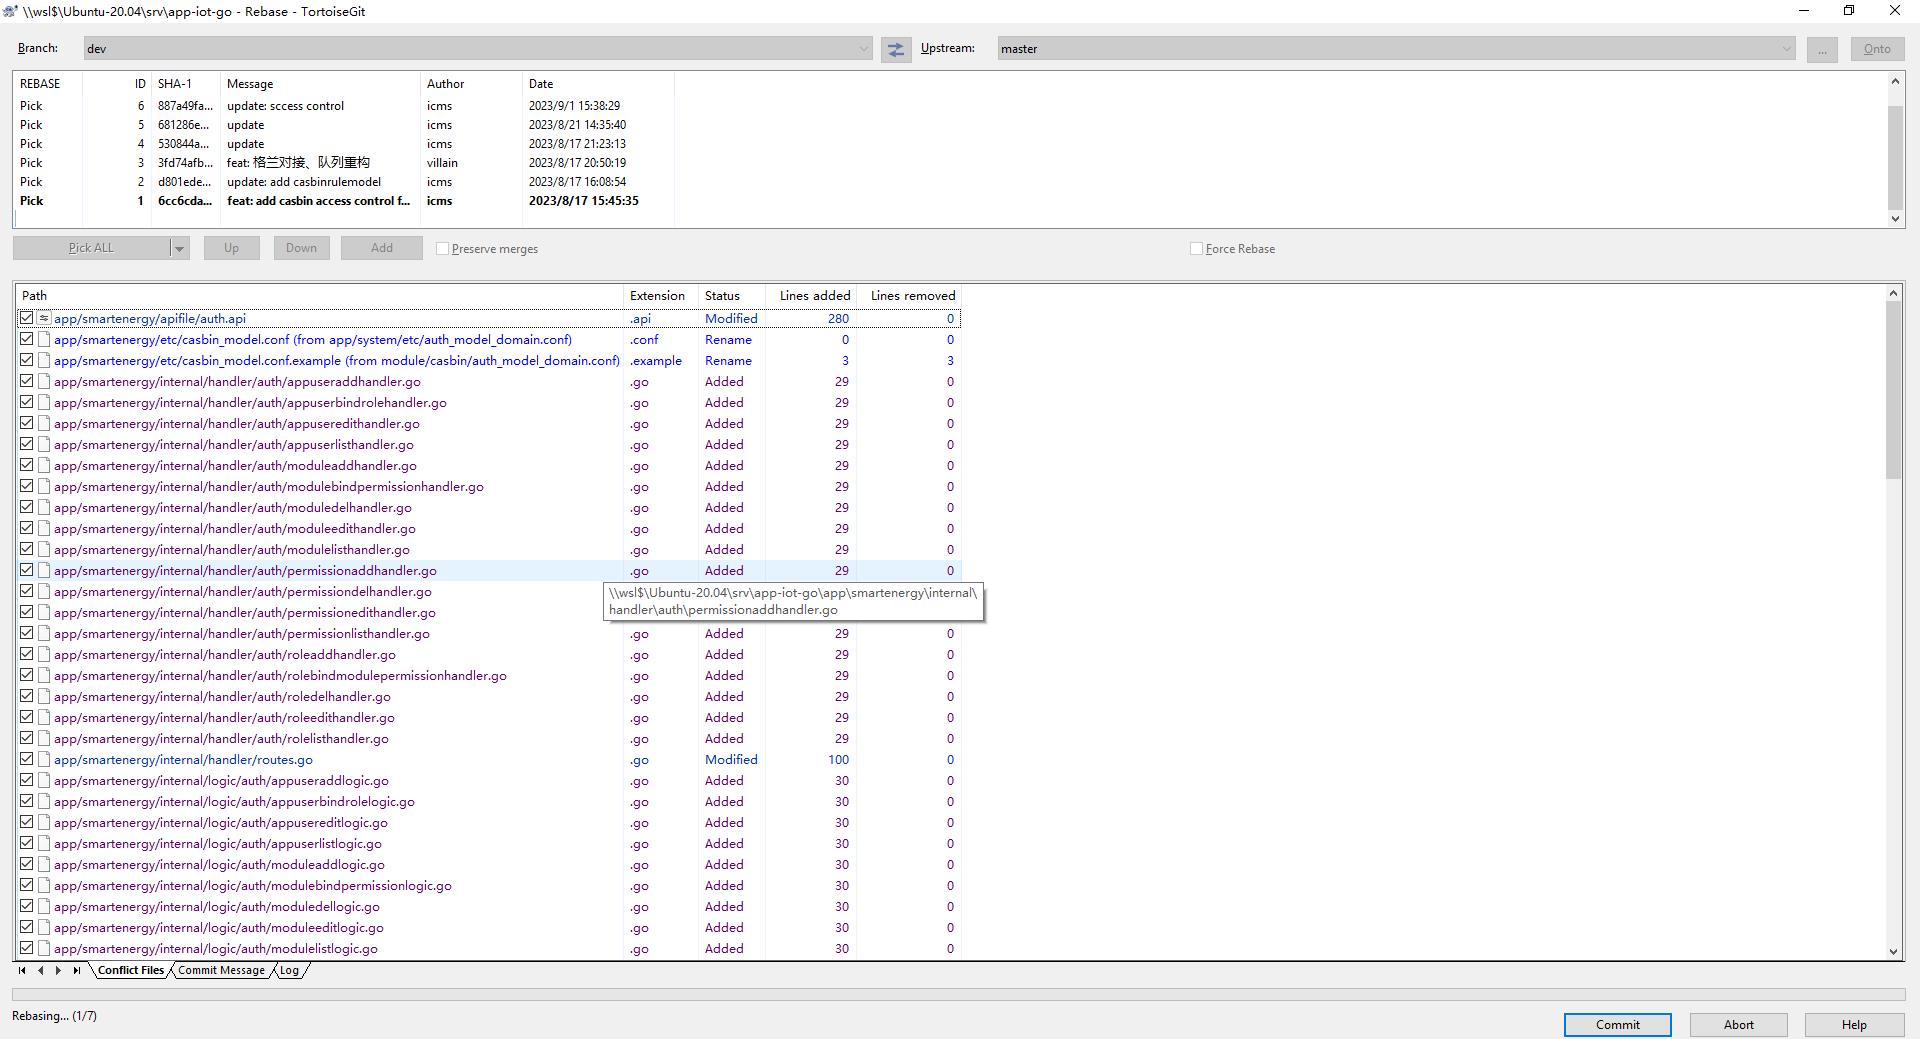 \\wsl$\Ubuntu-20.04\srv\app-iot-go - Rebase - TortoiseGit
Branch: dev Upstream: master ... Onto
REBASE ID SHA-1 Message Author Date
Pick 6 887a49fa... update: sccess control icms 2023/9/1 15:38:29
Pick 5 681286e... update icms 2023/8/21 14:35:40
Pick 4 530844a... update icms 2023/8/17 21:23:13
Pick 3 3fd74afb... feat: 格兰对接、队列重构 villain 2023/8/17 20:50:19
Pick 2 d801ede... update: add casbinrulemodel icms 2023/8/17 16:08:54
Pick 1 6cc6cda... feat: add casbin access control f... icms 2023/8/17 15:45:35
Pick ALL Up Down Add Preserve merges Force Rebase
Path Extension Status Lines added Lines removed
app/smartenergy/apifile/auth.api .api Modified 280 0
app/smartenergy/etc/casbin_model.conf (from app/system/etc/auth_model_domain.conf) .conf Rename 0 0
app/smartenergy/etc/casbin_model.conf.example (from module/casbin/auth_model_domain.conf) .example Rename 3 3
app/smartenergy/internal/handler/auth/appuseraddhandler.go .go Added 29 0
app/smartenergy/internal/handler/auth/appuserbindrolehandler.go .go Added 29 0
app/smartenergy/internal/handler/auth/appuseredithandler.go .go Added 29 0
app/smartenergy/internal/handler/auth/appuserlisthandler.go .go Added 29 0
app/smartenergy/internal/handler/auth/moduleaddhandler.go .go Added 29 0
app/smartenergy/internal/handler/auth/modulebindpermissionhandler.go .go Added 29 0
app/smartenergy/internal/handler/auth/moduledelhandler.go .go Added 29 0
app/smartenergy/internal/handler/auth/moduleedithandler.go .go Added 29 0
app/smartenergy/internal/handler/auth/modulelisthandler.go .go Added 29 0
app/smartenergy/internal/handler/auth/permissionaddhandler.go .go Added 29 0
app/smartenergy/internal/handler/auth/permissiondelhandler.go
\\wsl$\Ubuntu-20.04\srv\app-iot-go\app\smartenergy\internal\
handler\auth\permissionaddhandler.go
app/smartenergy/internal/handler/auth/permissionedithandler.go
app/smartenergy/internal/handler/auth/permissionlisthandler.go .go Added 29 0
app/smartenergy/internal/handler/auth/roleaddhandler.go .go Added 29 0
app/smartenergy/internal/handler/auth/rolebindmodulepermissionhandler.go .go Added 29 0
app/smartenergy/internal/handler/auth/roledelhandler.go .go Added 29 0
app/smartenergy/internal/handler/auth/roleedithandler.go .go Added 29 0
app/smartenergy/internal/handler/auth/rolelisthandler.go .go Added 29 0
app/smartenergy/internal/handler/routes.go .go Modified 100 0
app/smartenergy/internal/logic/auth/appuseraddlogic.go .go Added 30 0
app/smartenergy/internal/logic/auth/appuserbindrolelogic.go .go Added 30 0
app/smartenergy/internal/logic/auth/appusereditlogic.go .go Added 30 0
app/smartenergy/internal/logic/auth/appuserlistlogic.go .go Added 30 0
app/smartenergy/internal/logic/auth/moduleaddlogic.go .go Added 30 0
app/smartenergy/internal/logic/auth/modulebindpermissionlogic.go .go Added 30 0
app/smartenergy/internal/logic/auth/moduledellogic.go .go Added 30 0
app/smartenergy/internal/logic/auth/moduleeditlogic.go .go Added 30 0
app/smartenergy/internal/logic/auth/modulelistlogic.go .go Added 30 0
Conflict Files Commit Message Log
Rebasing... (1/7)
Commit Abort Help